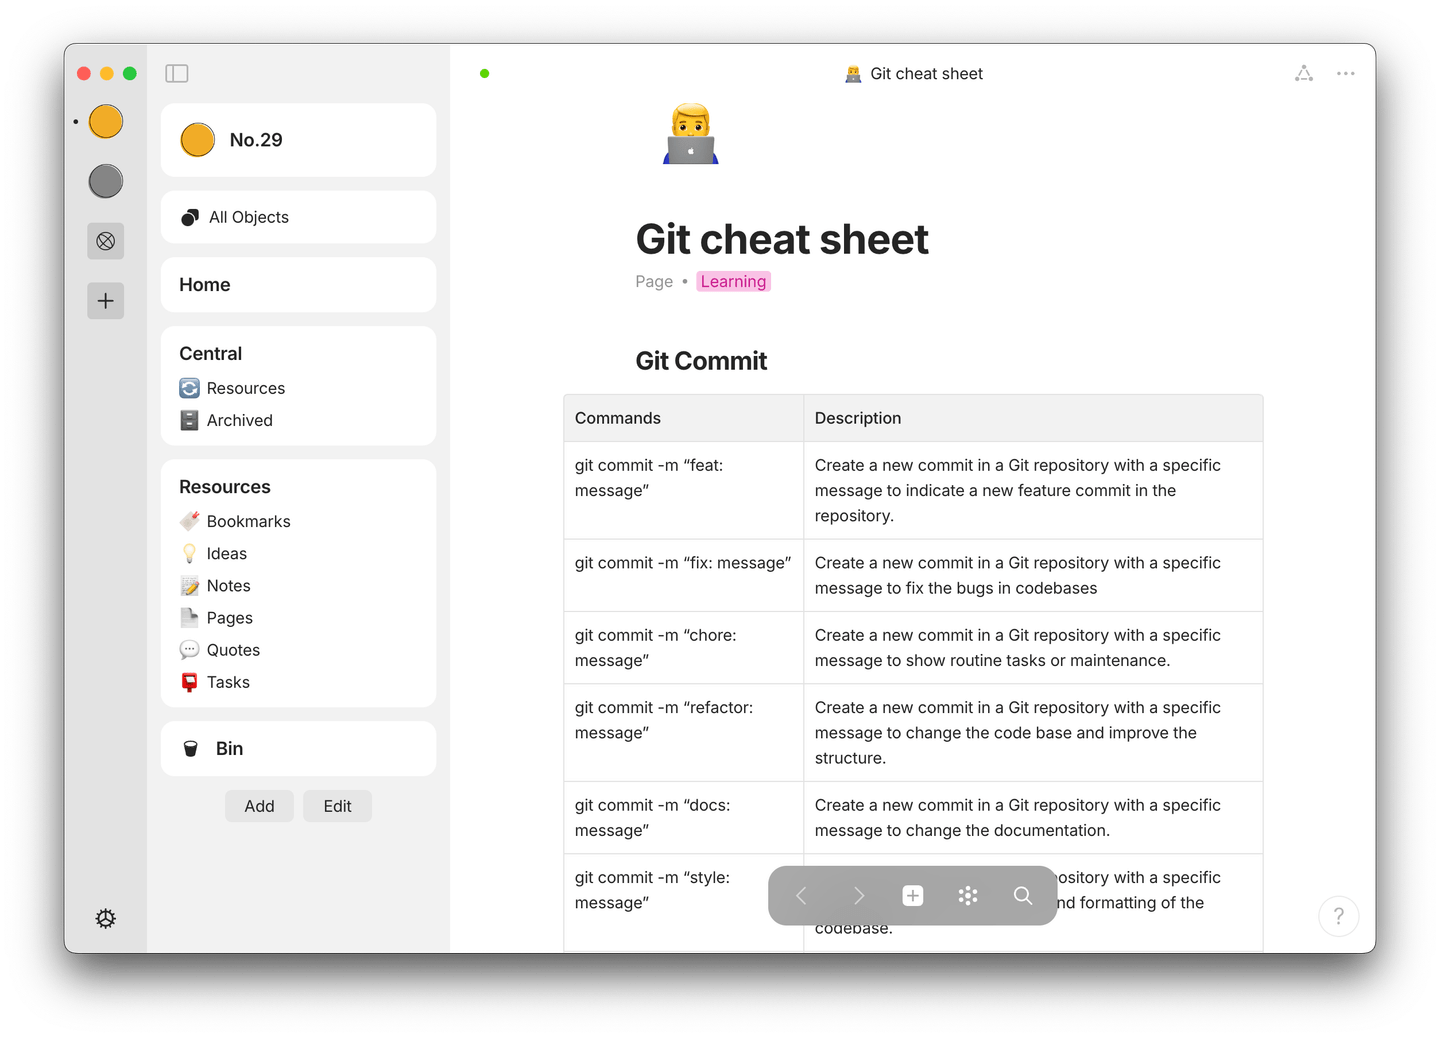 No.29
All Objects
Home
Central
Resources
Archived
Resources
Bookmarks
Ideas
Notes
Pages
Quotes
Tasks
Bin
Add Edit
Git cheat sheet
Git cheat sheet
Page • Learning
Git Commit
Commands
Description
git commit -m “feat:
message”
Create a new commit in a Git repository with a specific
message to indicate a new feature commit in the
repository.
git commit -m “fix: message”
Create a new commit in a Git repository with a specific
message to fix the bugs in codebases
git commit -m “chore:
message”
Create a new commit in a Git repository with a specific
message to show routine tasks or maintenance.
git commit -m “refactor:
message”
Create a new commit in a Git repository with a specific
message to change the code base and improve the
structure.
git commit -m “docs:
message”
Create a new commit in a Git repository with a specific
message to change the documentation.
git commit -m “style:
message”
with a specific
formatting of the
codebase.
?